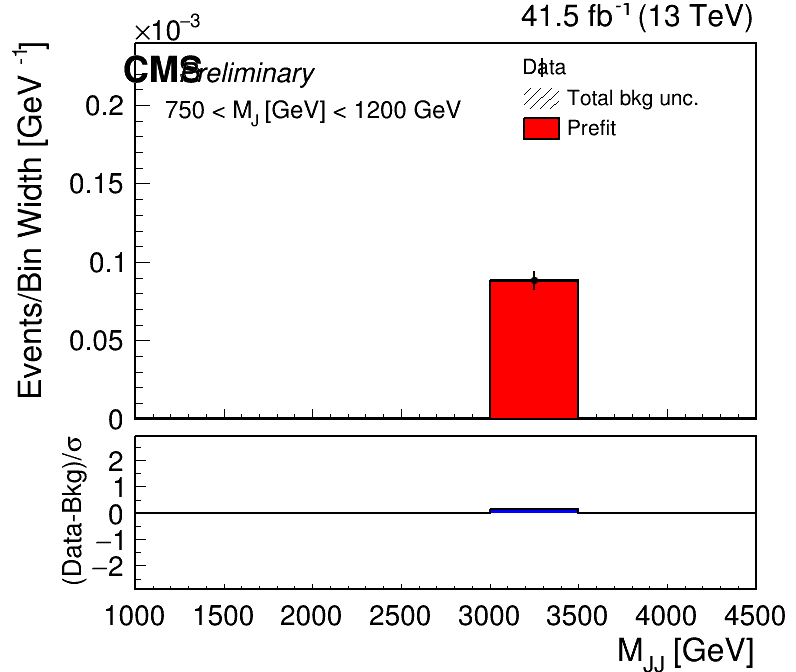 ×10⁻³
41.5 fb⁻¹ (13 TeV)
CMS Preliminary
Data
750 < M_J [GeV] < 1200 GeV
Total bkg unc.
Prefit
Events/Bin Width [GeV⁻¹]
0.2
0.15
0.1
0.05
0
(Data-Bkg)/σ
2
1
0
−1
−2
1000 1500 2000 2500 3000 3500 4000 4500
M_JJ [GeV]